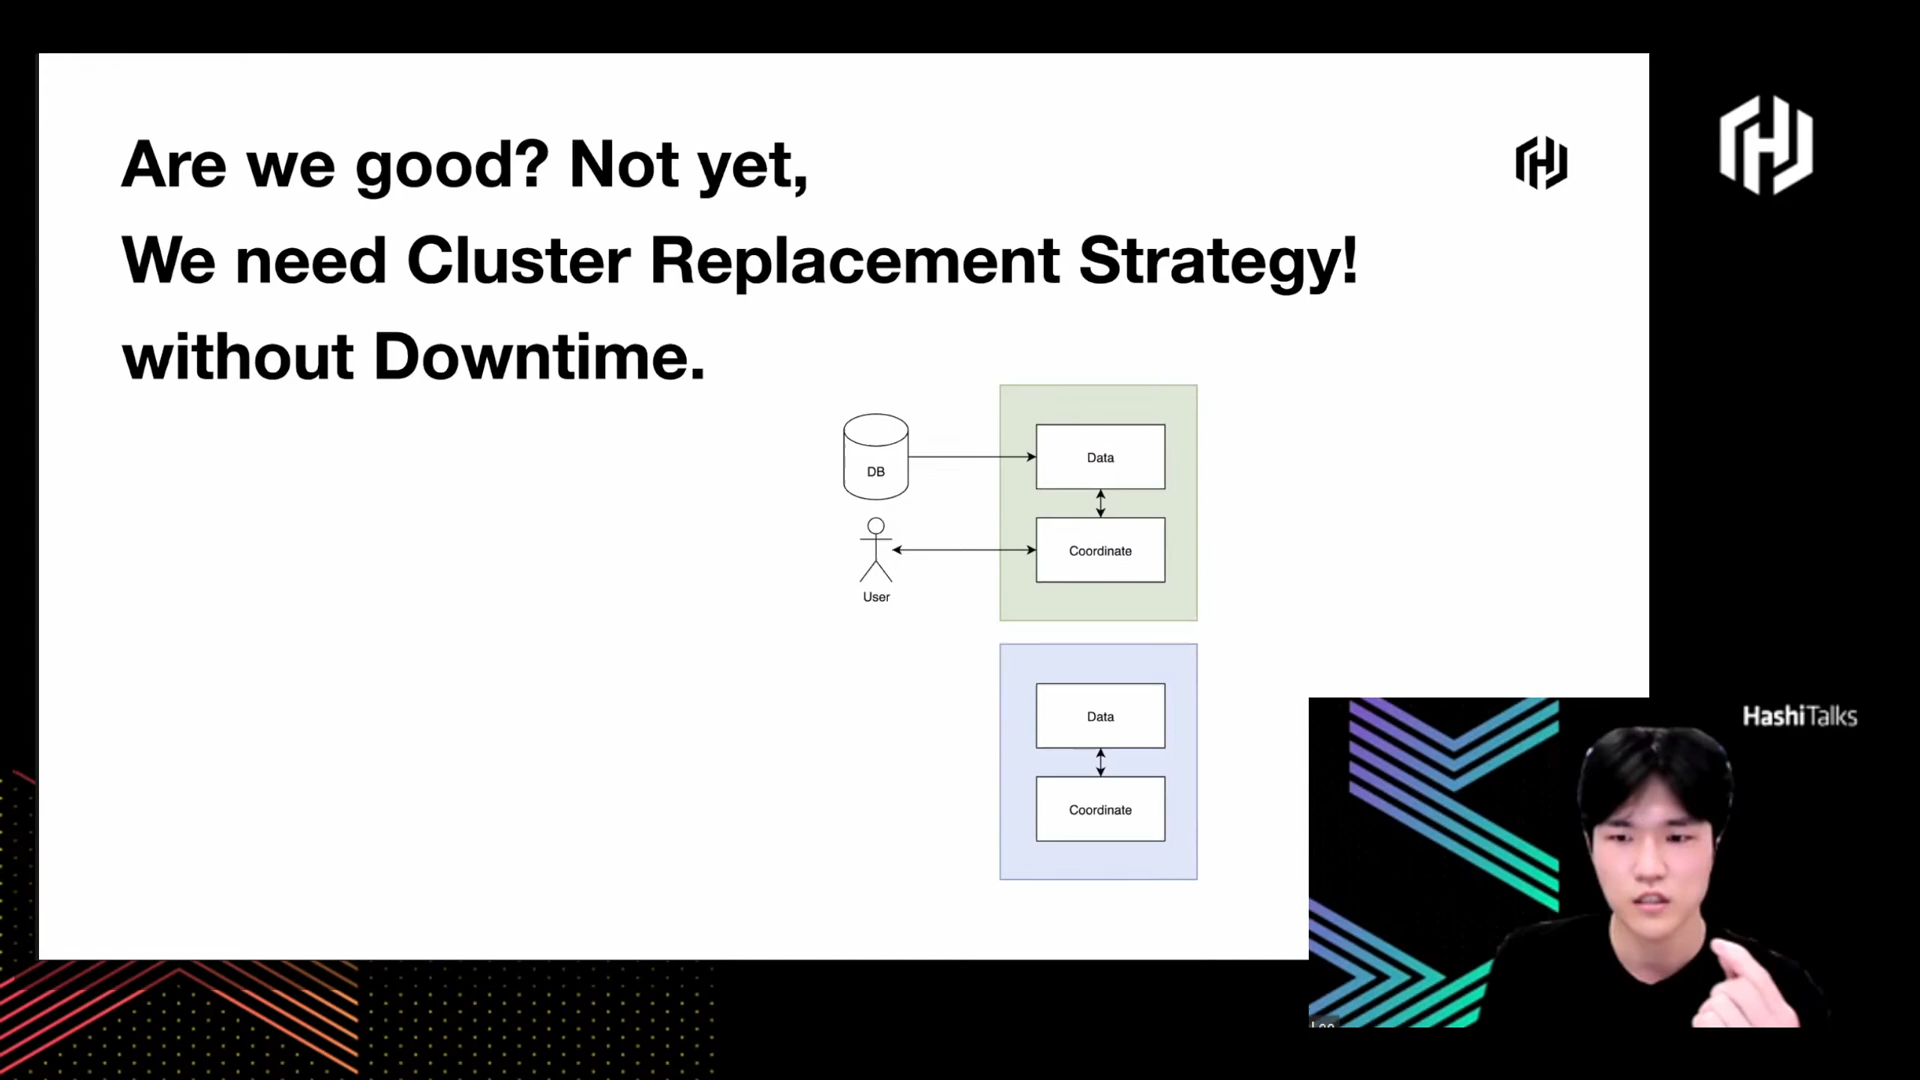 Are we good? Not yet,
We need Cluster Replacement Strategy!
without Downtime.
DB
Data
Coordinate
User
Data
Coordinate
HashiTalks